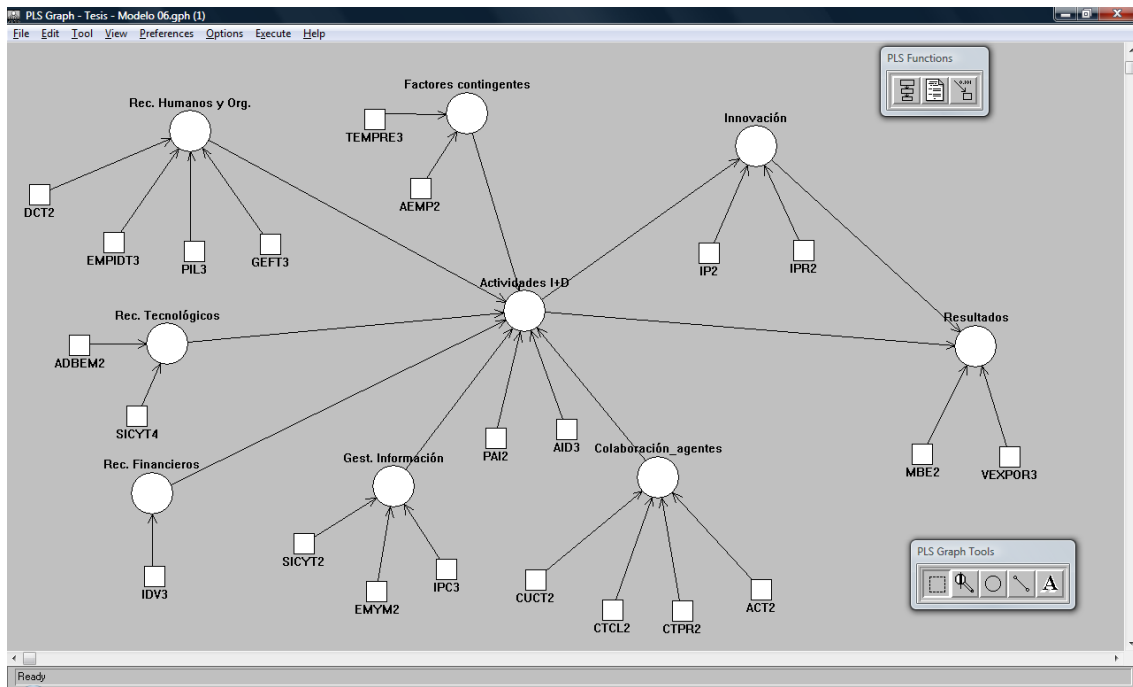 PLS Graph - Tesis - Modelo 06.gph (1)
File Edit Tool View Preferences Options Execute Help
PLS Functions
0.101
Factores contingentes
Rec. Humanos y Org.
Innovación
TEMPRE3
AEMP2
DCT2
EMPIDT3
PIL3
GEFT3
IP2
IPR2
Actividades I+D
Rec. Tecnológicos
Resultados
ADBEM2
SICYT4
PAI2
AID3
Colaboración_agentes
Gest. Información
Rec. Financieros
MBE2
VEXPOR3
SICYT2
IPC3
IDV3
EMYM2
CUCT2
CTCL2
CTPR2
ACT2
PLS Graph Tools
A
Ready